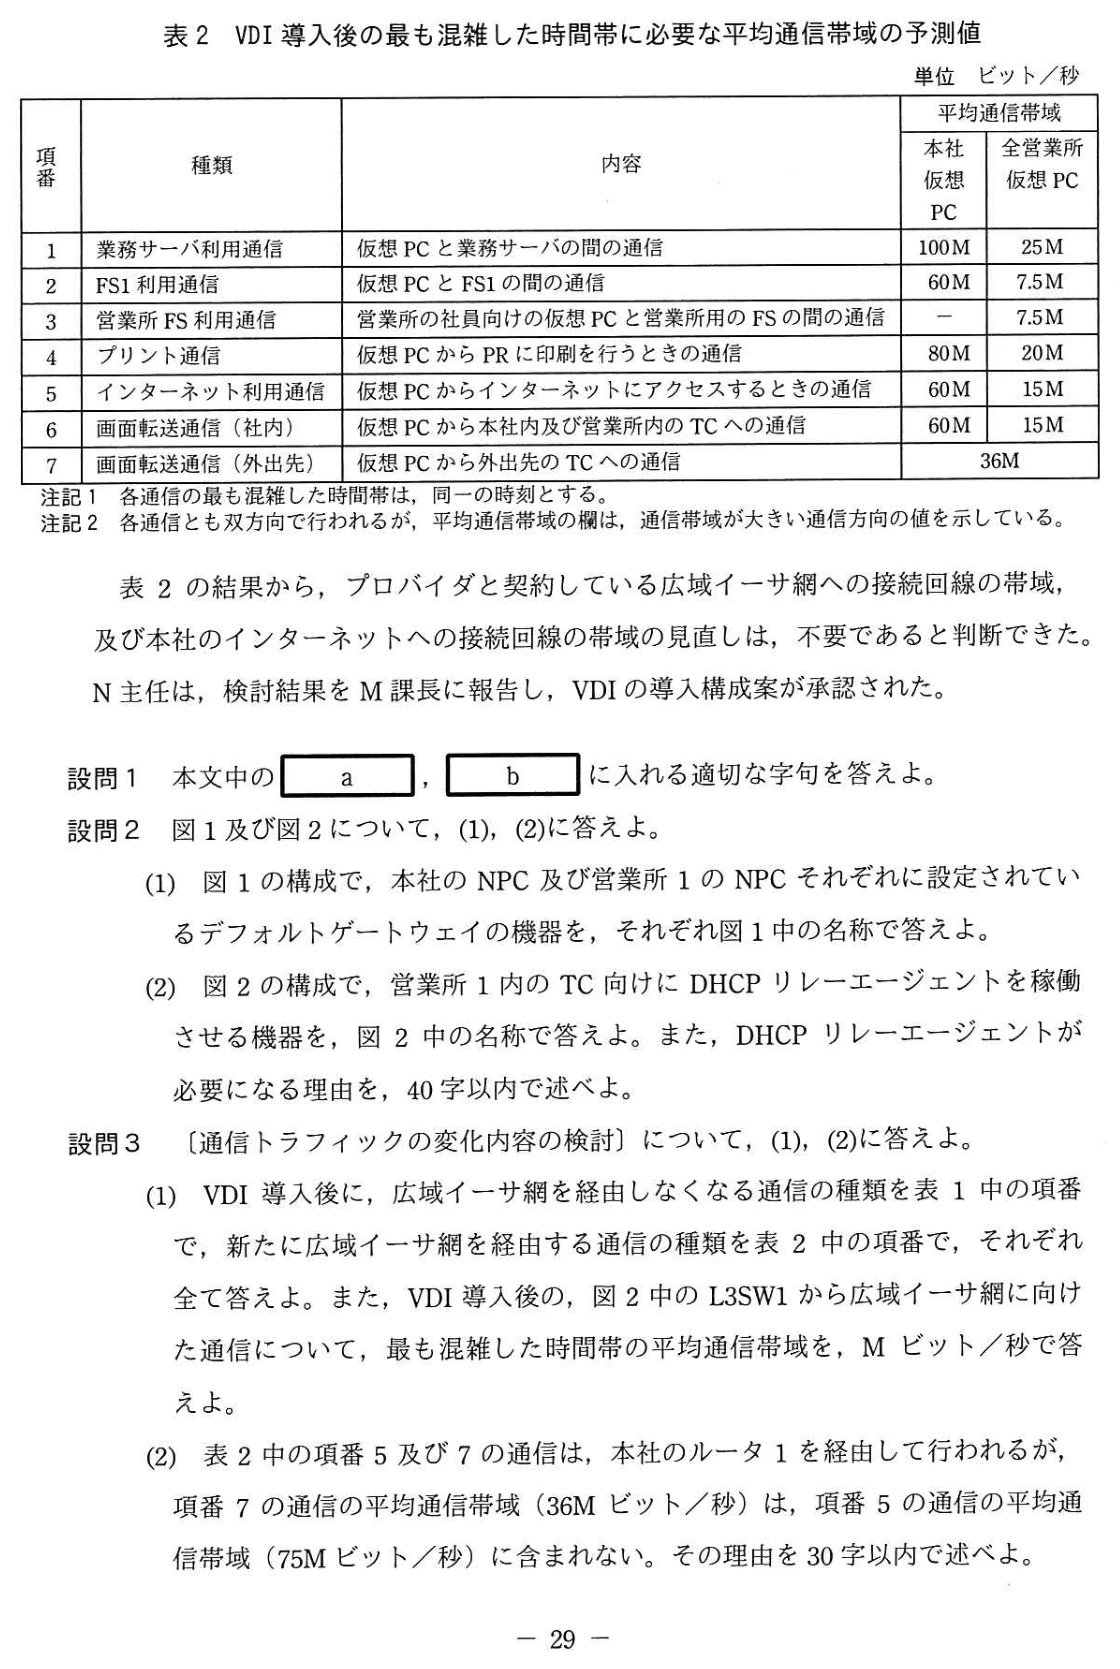 表2 VDI 導入後の最も混雑した時間帯に必要な平均通信帯域の予測値
単位 ビット／秒
項番 種類 内容 平均通信帯域
本社仮想PC 全営業所仮想 PC
1 業務サーバ利用通信 仮想 PC と業務サーバの間の通信 100M 25M
2 FS1 利用通信 仮想 PC と FS1 の間の通信 60M 7.5M
3 営業所 FS 利用通信 営業所の社員向けの仮想 PC と営業所用の FS の間の通信 － 7.5M
4 プリント通信 仮想 PC から PR に印刷を行うときの通信 80M 20M
5 インターネット利用通信 仮想 PC からインターネットにアクセスするときの通信 60M 15M
6 画面転送通信（社内） 仮想 PC から本社内及び営業所内の TC への通信 60M 15M
7 画面転送通信（外出先） 仮想 PC から外出先の TC への通信 36M
注記1 各通信の最も混雑した時間帯は，同一の時刻とする。
注記2 各通信とも双方向で行われるが，平均通信帯域の欄は，通信帯域が大きい通信方向の値を示している。
表 2 の結果から，プロバイダと契約している広域イーサ網への接続回線の帯域，
及び本社のインターネットへの接続回線の帯域の見直しは，不要であると判断できた。
N 主任は，検討結果を M 課長に報告し，VDI の導入構成案が承認された。
設問1 本文中の a ， b に入れる適切な字句を答えよ。
設問2 図 1 及び図 2 について，(1)，(2)に答えよ。
(1) 図 1 の構成で，本社の NPC 及び営業所 1 の NPC それぞれに設定されてい
るデフォルトゲートウェイの機器を，それぞれ図 1 中の名称で答えよ。
(2) 図 2 の構成で，営業所 1 内の TC 向けに DHCP リレーエージェントを稼働
させる機器を，図 2 中の名称で答えよ。また，DHCP リレーエージェントが
必要になる理由を，40 字以内で述べよ。
設問3 〔通信トラフィックの変化内容の検討〕について，(1)，(2)に答えよ。
(1) VDI 導入後に，広域イーサ網を経由しなくなる通信の種類を表 1 中の項番
で，新たに広域イーサ網を経由する通信の種類を表 2 中の項番で，それぞれ
全て答えよ。また，VDI 導入後の，図 2 中の L3SW1 から広域イーサ網に向け
た通信について，最も混雑した時間帯の平均通信帯域を，M ビット／秒で答
えよ。
(2) 表 2 中の項番 5 及び 7 の通信は，本社のルータ 1 を経由して行われるが，
項番 7 の通信の平均通信帯域（36M ビット／秒）は，項番 5 の通信の平均通
信帯域（75M ビット／秒）に含まれない。その理由を 30 字以内で述べよ。
－ 29 －